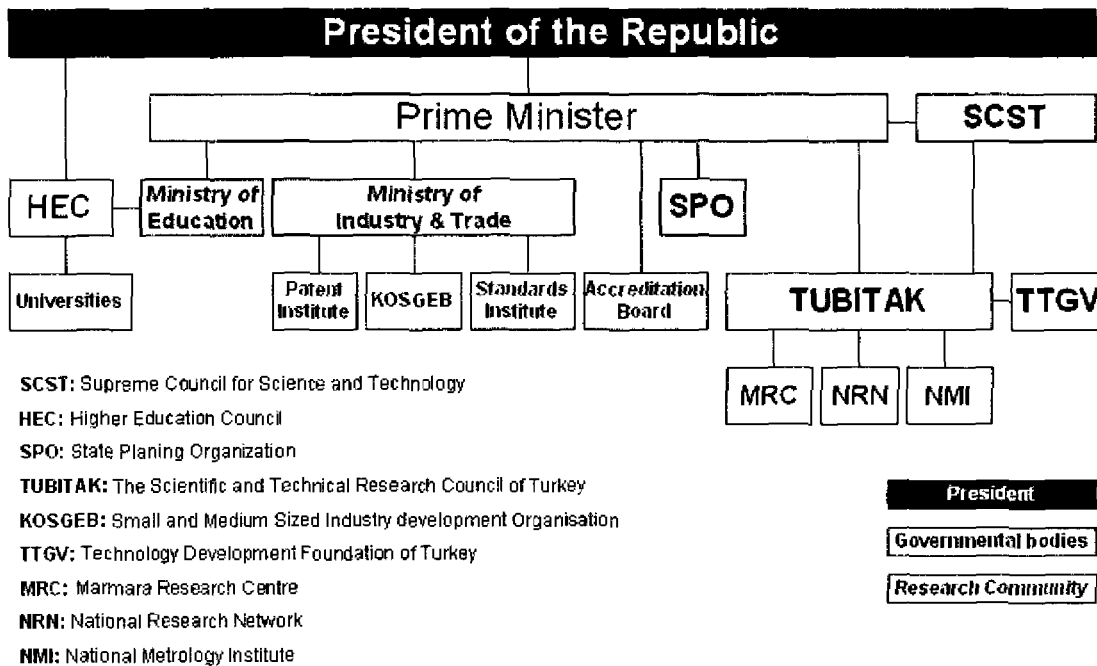 President of the Republic
Prime Minister
SCST
HEC
Ministry of
Education
Ministry of
Industry & Trade
SPO
Universities
Patent
Institute
KOSGEB
Standards
Institute
Accreditation
Board
TUBITAK
TTGV
MRC
NRN
NMI
SCST: Supreme Council for Science and Technology
HEC: Higher Education Council
SPO: State Planing Organization
TUBITAK: The Scientific and Technical Research Council of Turkey
KOSGEB: Small and Medium Sized Industry development Organisation
TTGV: Technology Development Foundation of Turkey
MRC: Marmara Research Centre
NRN: National Research Network
NMI: National Metrology Institute
President
Governmental bodies
Research Community